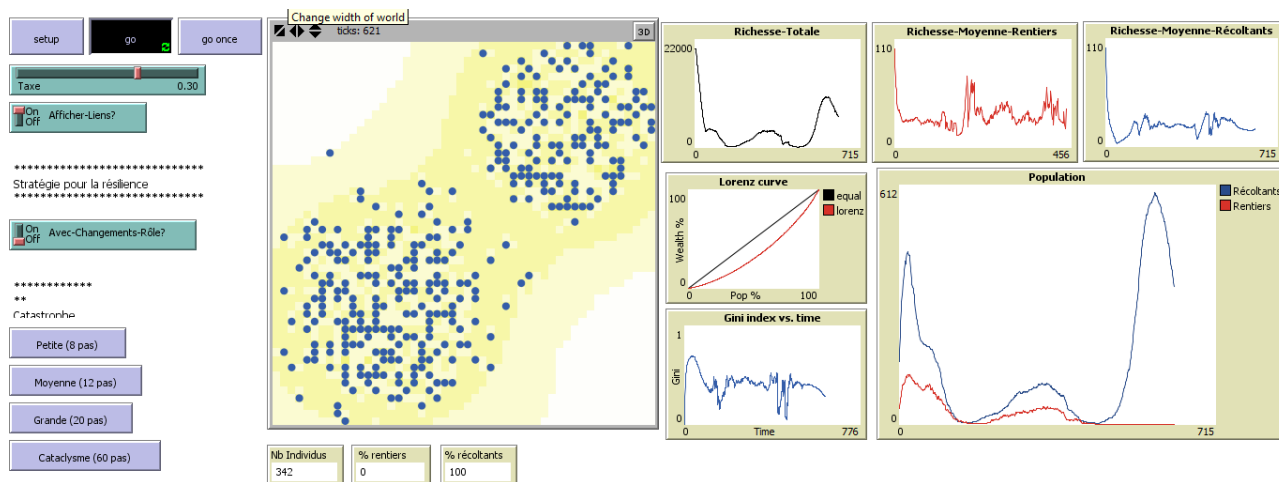 Change width of world
setup
go
go once
ticks: 621
3D
Taxe
0.30
On
Off
Afficher-Liens?
****************************
Stratégie pour la résilience
****************************
On
Off
Avec-Changements-Rôle?
************
**
Catastrophe
Petite (8 pas)
Moyenne (12 pas)
Grande (20 pas)
Cataclysme (60 pas)
Nb Individus
342
% rentiers
0
% récoltants
100
Richesse-Totale
22000
0
0
715
Richesse-Moyenne-Rentiers
110
0
0
456
Richesse-Moyenne-Récoltants
110
0
0
715
Lorenz curve
100
Wealth %
0
0
Pop %
100
equal
lorenz
Gini index vs. time
1
Gini
0
0
Time
776
Population
612
0
0
715
Récoltants
Rentiers